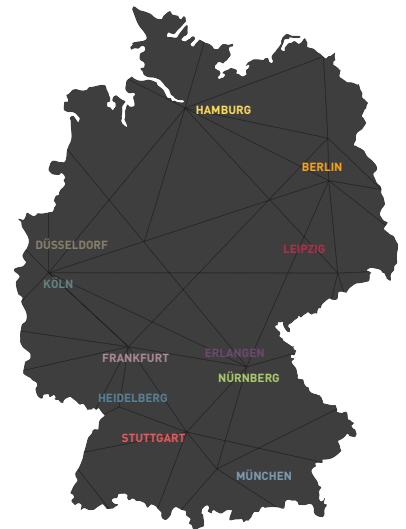 HAMBURG
BERLIN
DÜSSELDORF
LEIPZIG
KÖLN
ERLANGEN
FRANKFURT
NÜRNBERG
HEIDELBERG
STUTTGART
MÜNCHEN